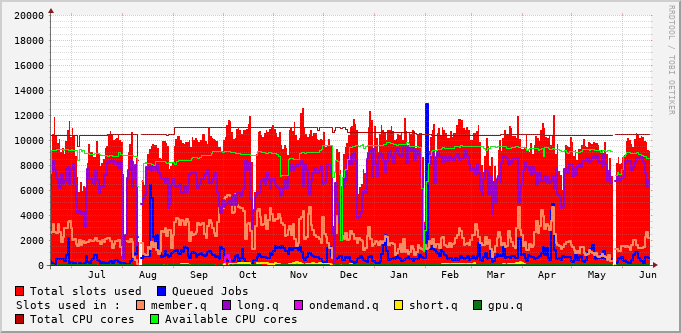 RRDTOOL / TOBI OETIKER
20000
18000
16000
14000
12000
10000
8000
6000
4000
2000
0
Jul Aug Sep Oct Nov Dec Jan Feb Mar Apr May Jun
Total slots used Queued Jobs
Slots used in : member.q long.q ondemand.q short.q gpu.q
Total CPU cores Available CPU cores